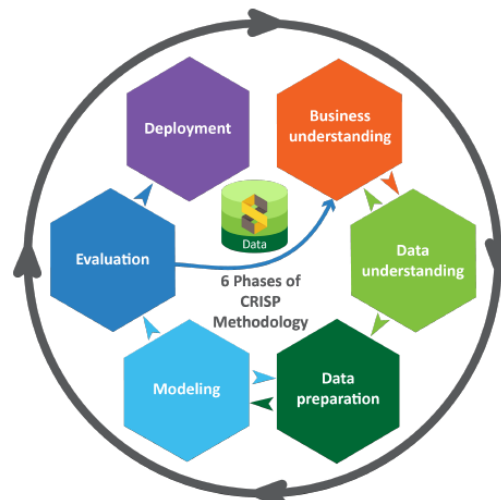 Business
understanding
Data
understanding
Data
preparation
Modeling
Evaluation
Deployment
Data
6 Phases of
CRISP
Methodology